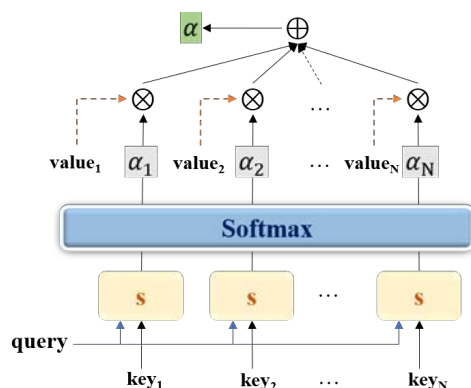 α
value₁ α₁ value₂ α₂ ... valueN αN
...
Softmax
s s ... s
query
key₁ key₂ ... keyN